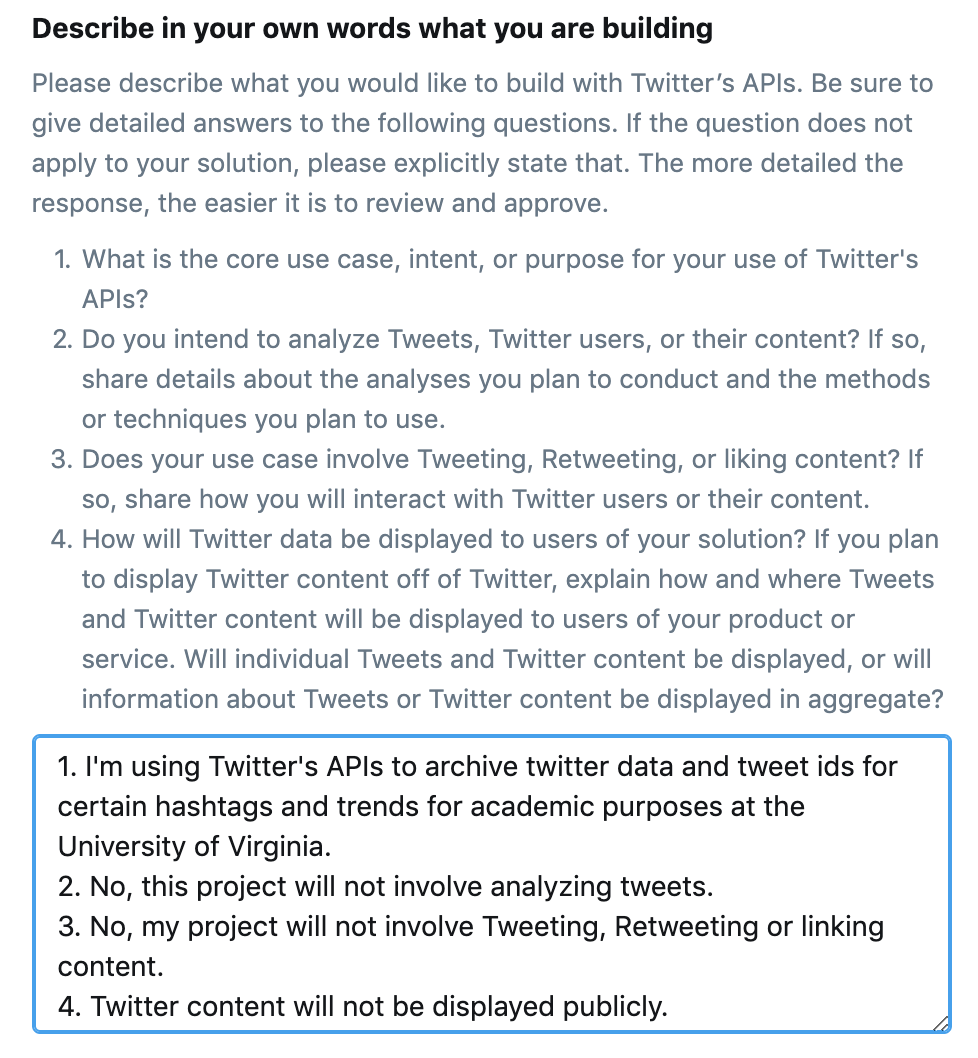 Describe in your own words what you are building
Please describe what you would like to build with Twitter's APIs. Be sure to
give detailed answers to the following questions. If the question does not
apply to your solution, please explicitly state that. The more detailed the
response, the easier it is to review and approve.
1. What is the core use case, intent, or purpose for your use of Twitter's
APIs?
2. Do you intend to analyze Tweets, Twitter users, or their content? If so,
share details about the analyses you plan to conduct and the methods
or techniques you plan to use.
3. Does your use case involve Tweeting, Retweeting, or liking content? If
so, share how you will interact with Twitter users or their content.
4. How will Twitter data be displayed to users of your solution? If you plan
to display Twitter content off of Twitter, explain how and where Tweets
and Twitter content will be displayed to users of your product or
service. Will individual Tweets and Twitter content be displayed, or will
information about Tweets or Twitter content be displayed in aggregate?
1. I'm using Twitter's APIs to archive twitter data and tweet ids for
certain hashtags and trends for academic purposes at the
University of Virginia.
2. No, this project will not involve analyzing tweets.
3. No, my project will not involve Tweeting, Retweeting or linking
content.
4. Twitter content will not be displayed publicly.